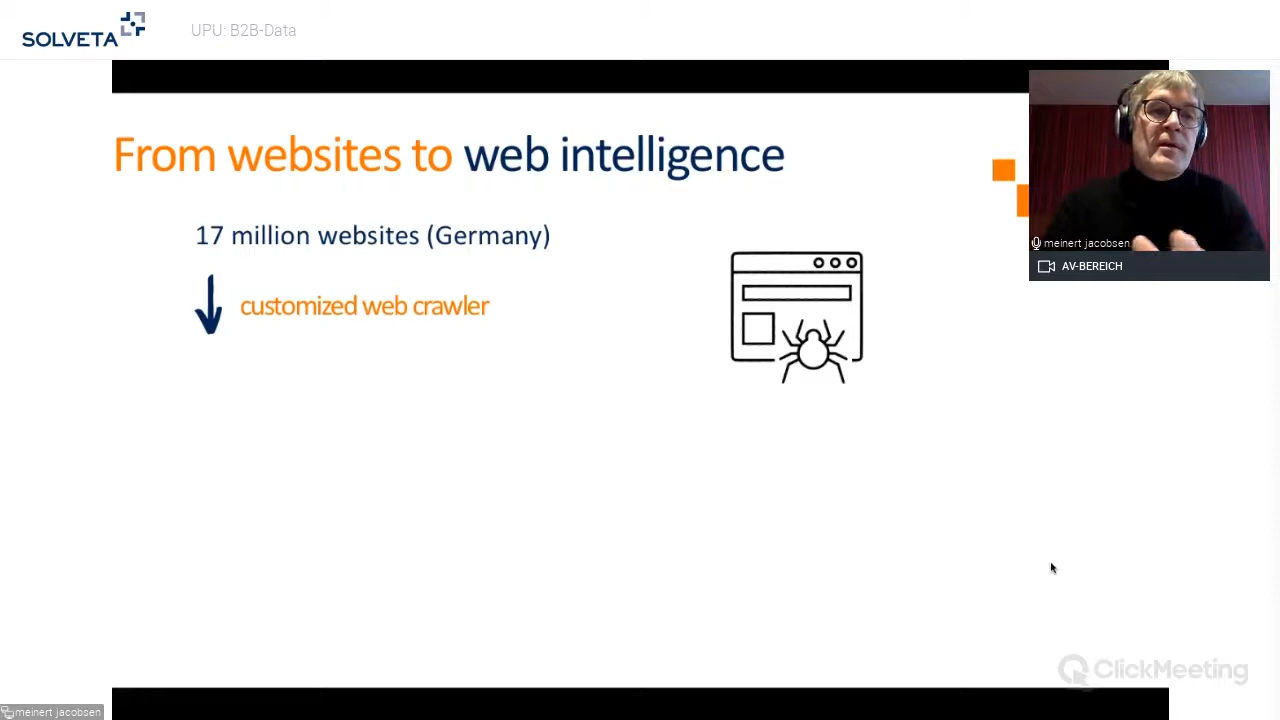 SOLVETA
UPU: B2B-Data
From websites to web intelligence
17 million websites (Germany)
customized web crawler
meinert jacobsen
AV-BEREICH
ClickMeeting
meinert jacobsen